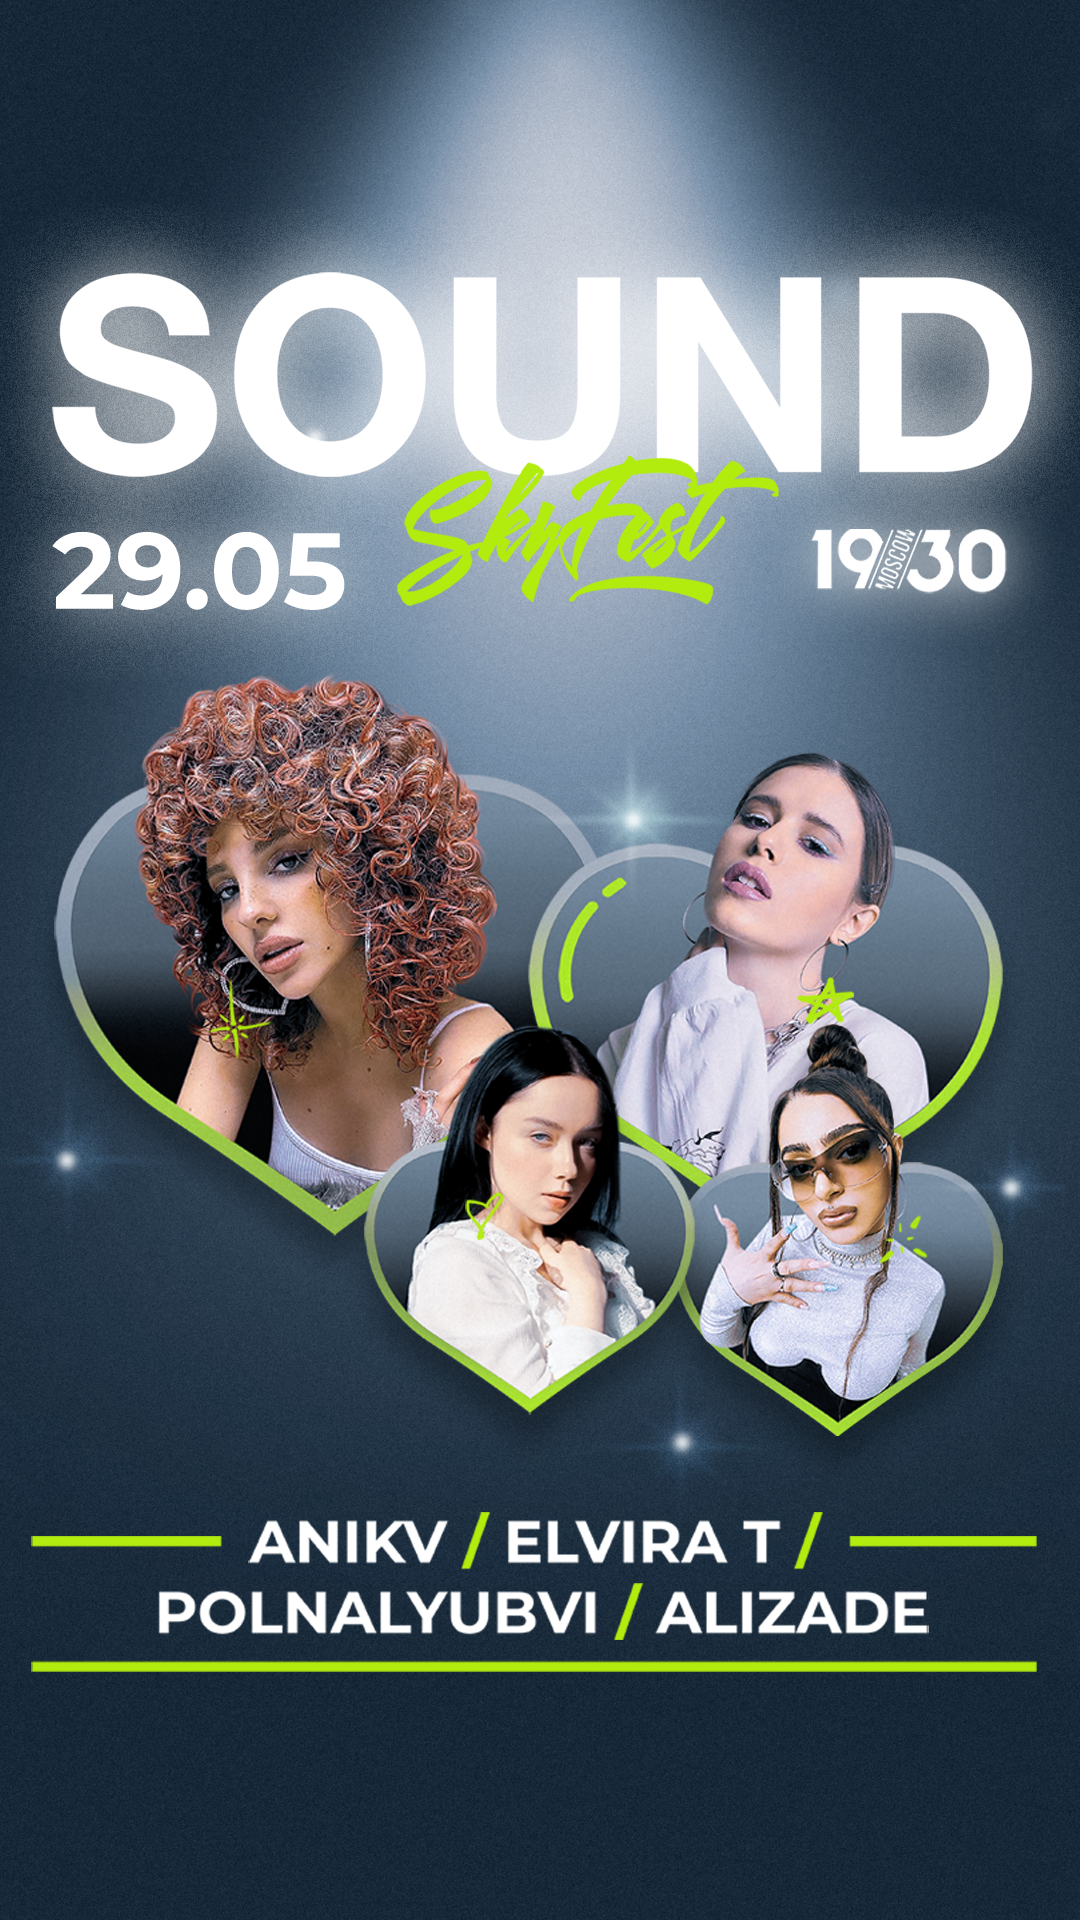 SOUND
SkyFest
29.05
19//30
MOSCOW
ANIKV / ELVIRA T /
POLNALYUBVI / ALIZADE